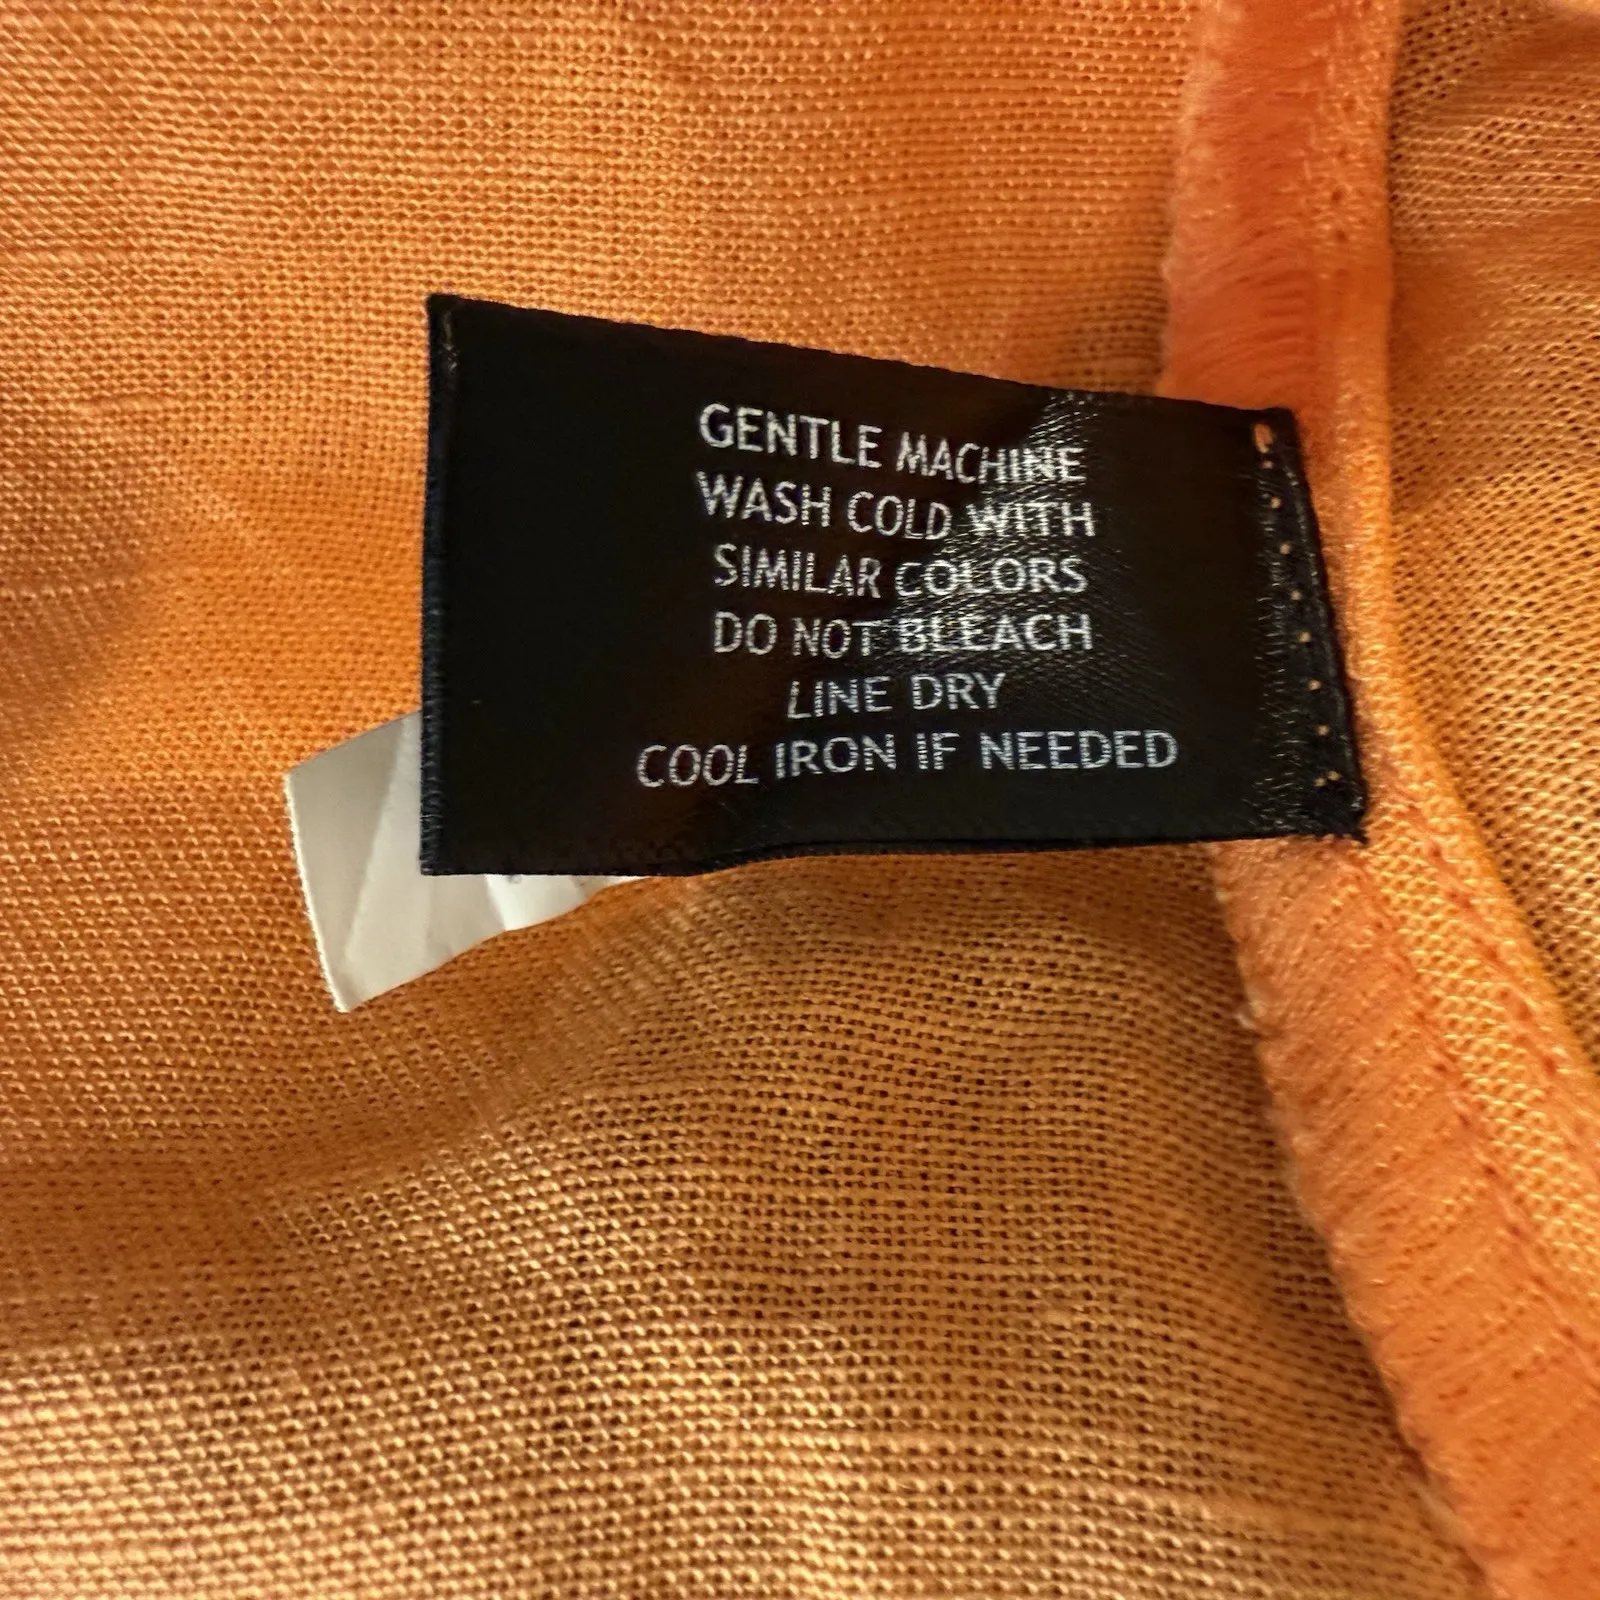 GENTLE MACHINE
WASH COLD WITH
SIMILAR COLORS
DO NOT BLEACH
LINE DRY
COOL IRON IF NEEDED